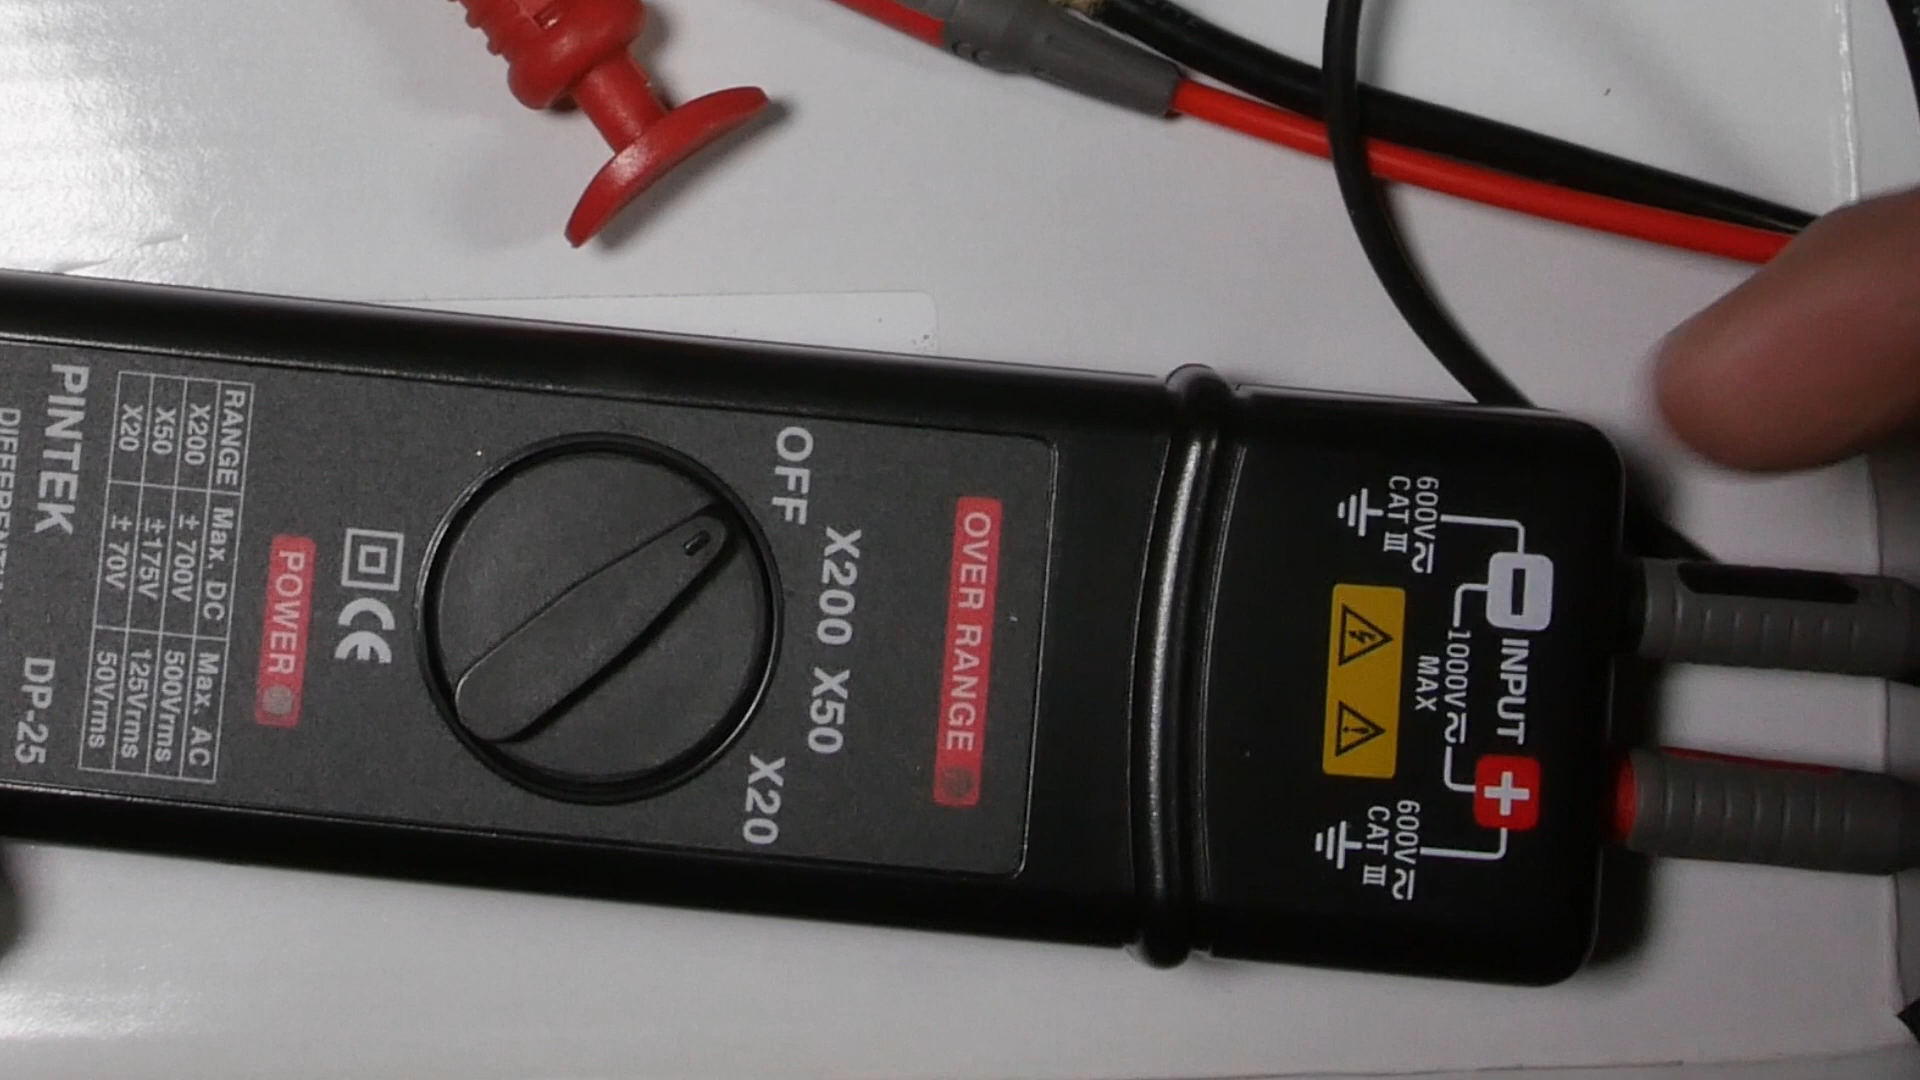 600V⎓
CAT III
INPUT
1000V⎓
MAX
600V⎓
CAT III
OVER RANGE
OFF
X200
X50
X20
POWER
RANGE Max. DC Max. AC
X200 ± 700V 500Vrms
X50 ±175V 125Vrms
X20 ± 70V 50Vrms
PINTEK DP-25